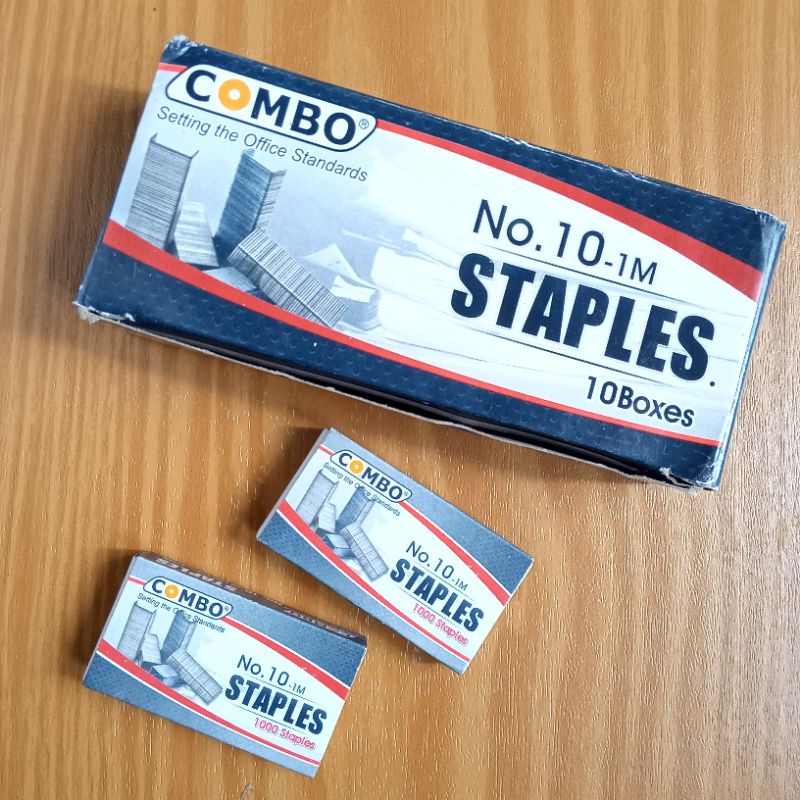 COMBO®
Setting the Office Standards
No. 10-1M
STAPLES.
10Boxes
COMBO®
Setting the Office Standards
No. 10-1M
STAPLES
1000 Staples
COMBO®
Setting the Office Standards
No. 10-1M
STAPLES
1000 Staples